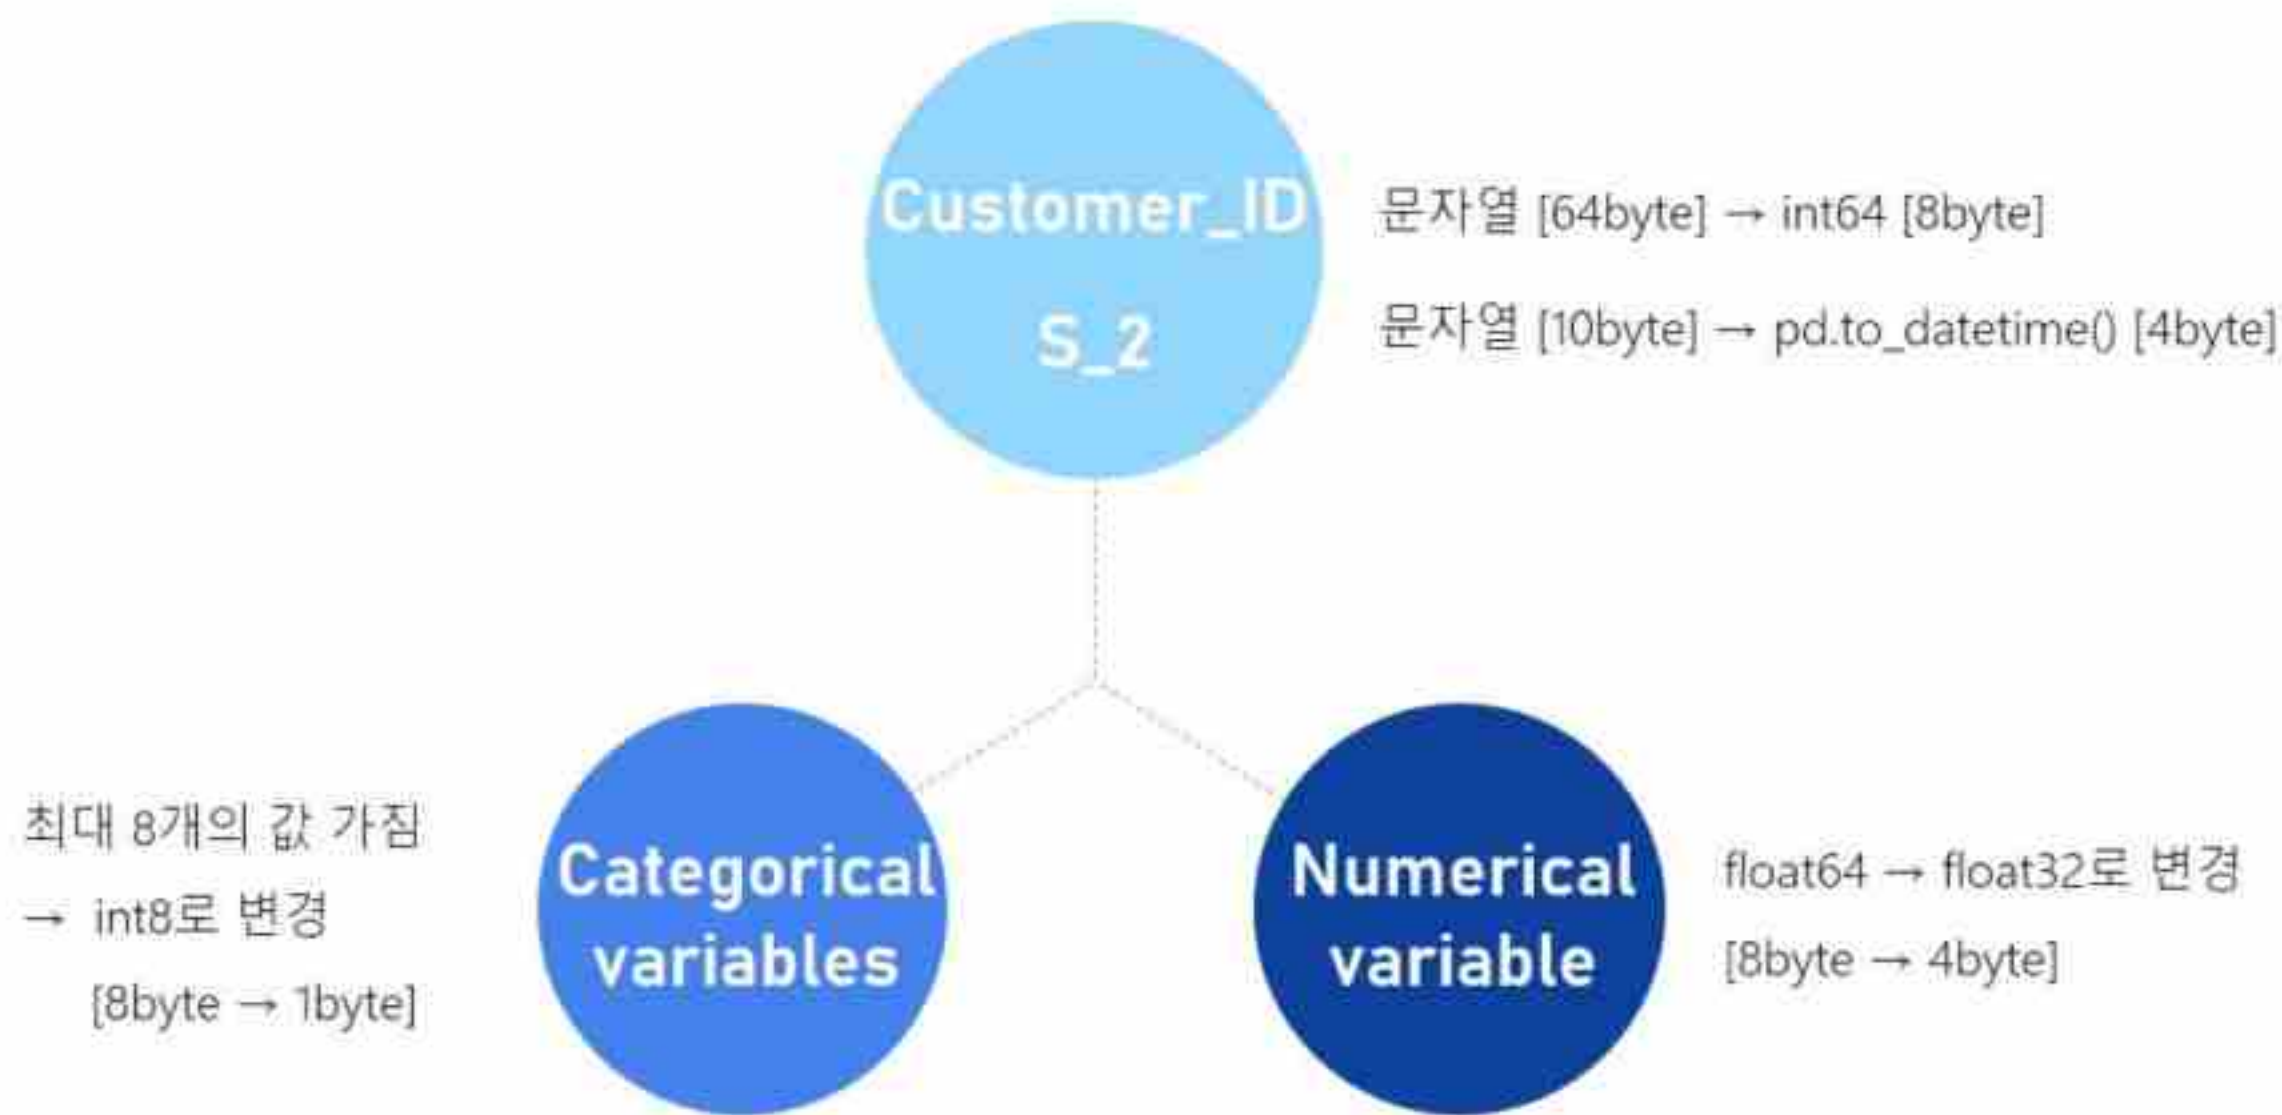 Customer_ID
S_2
문자열 [64byte] → int64 [8byte]
문자열 [10byte] → pd.to_datetime() [4byte]
최대 8개의 값 가짐
→ int8로 변경
[8byte → 1byte]
Categorical
variables
Numerical
variable
float64 → float32로 변경
[8byte → 4byte]